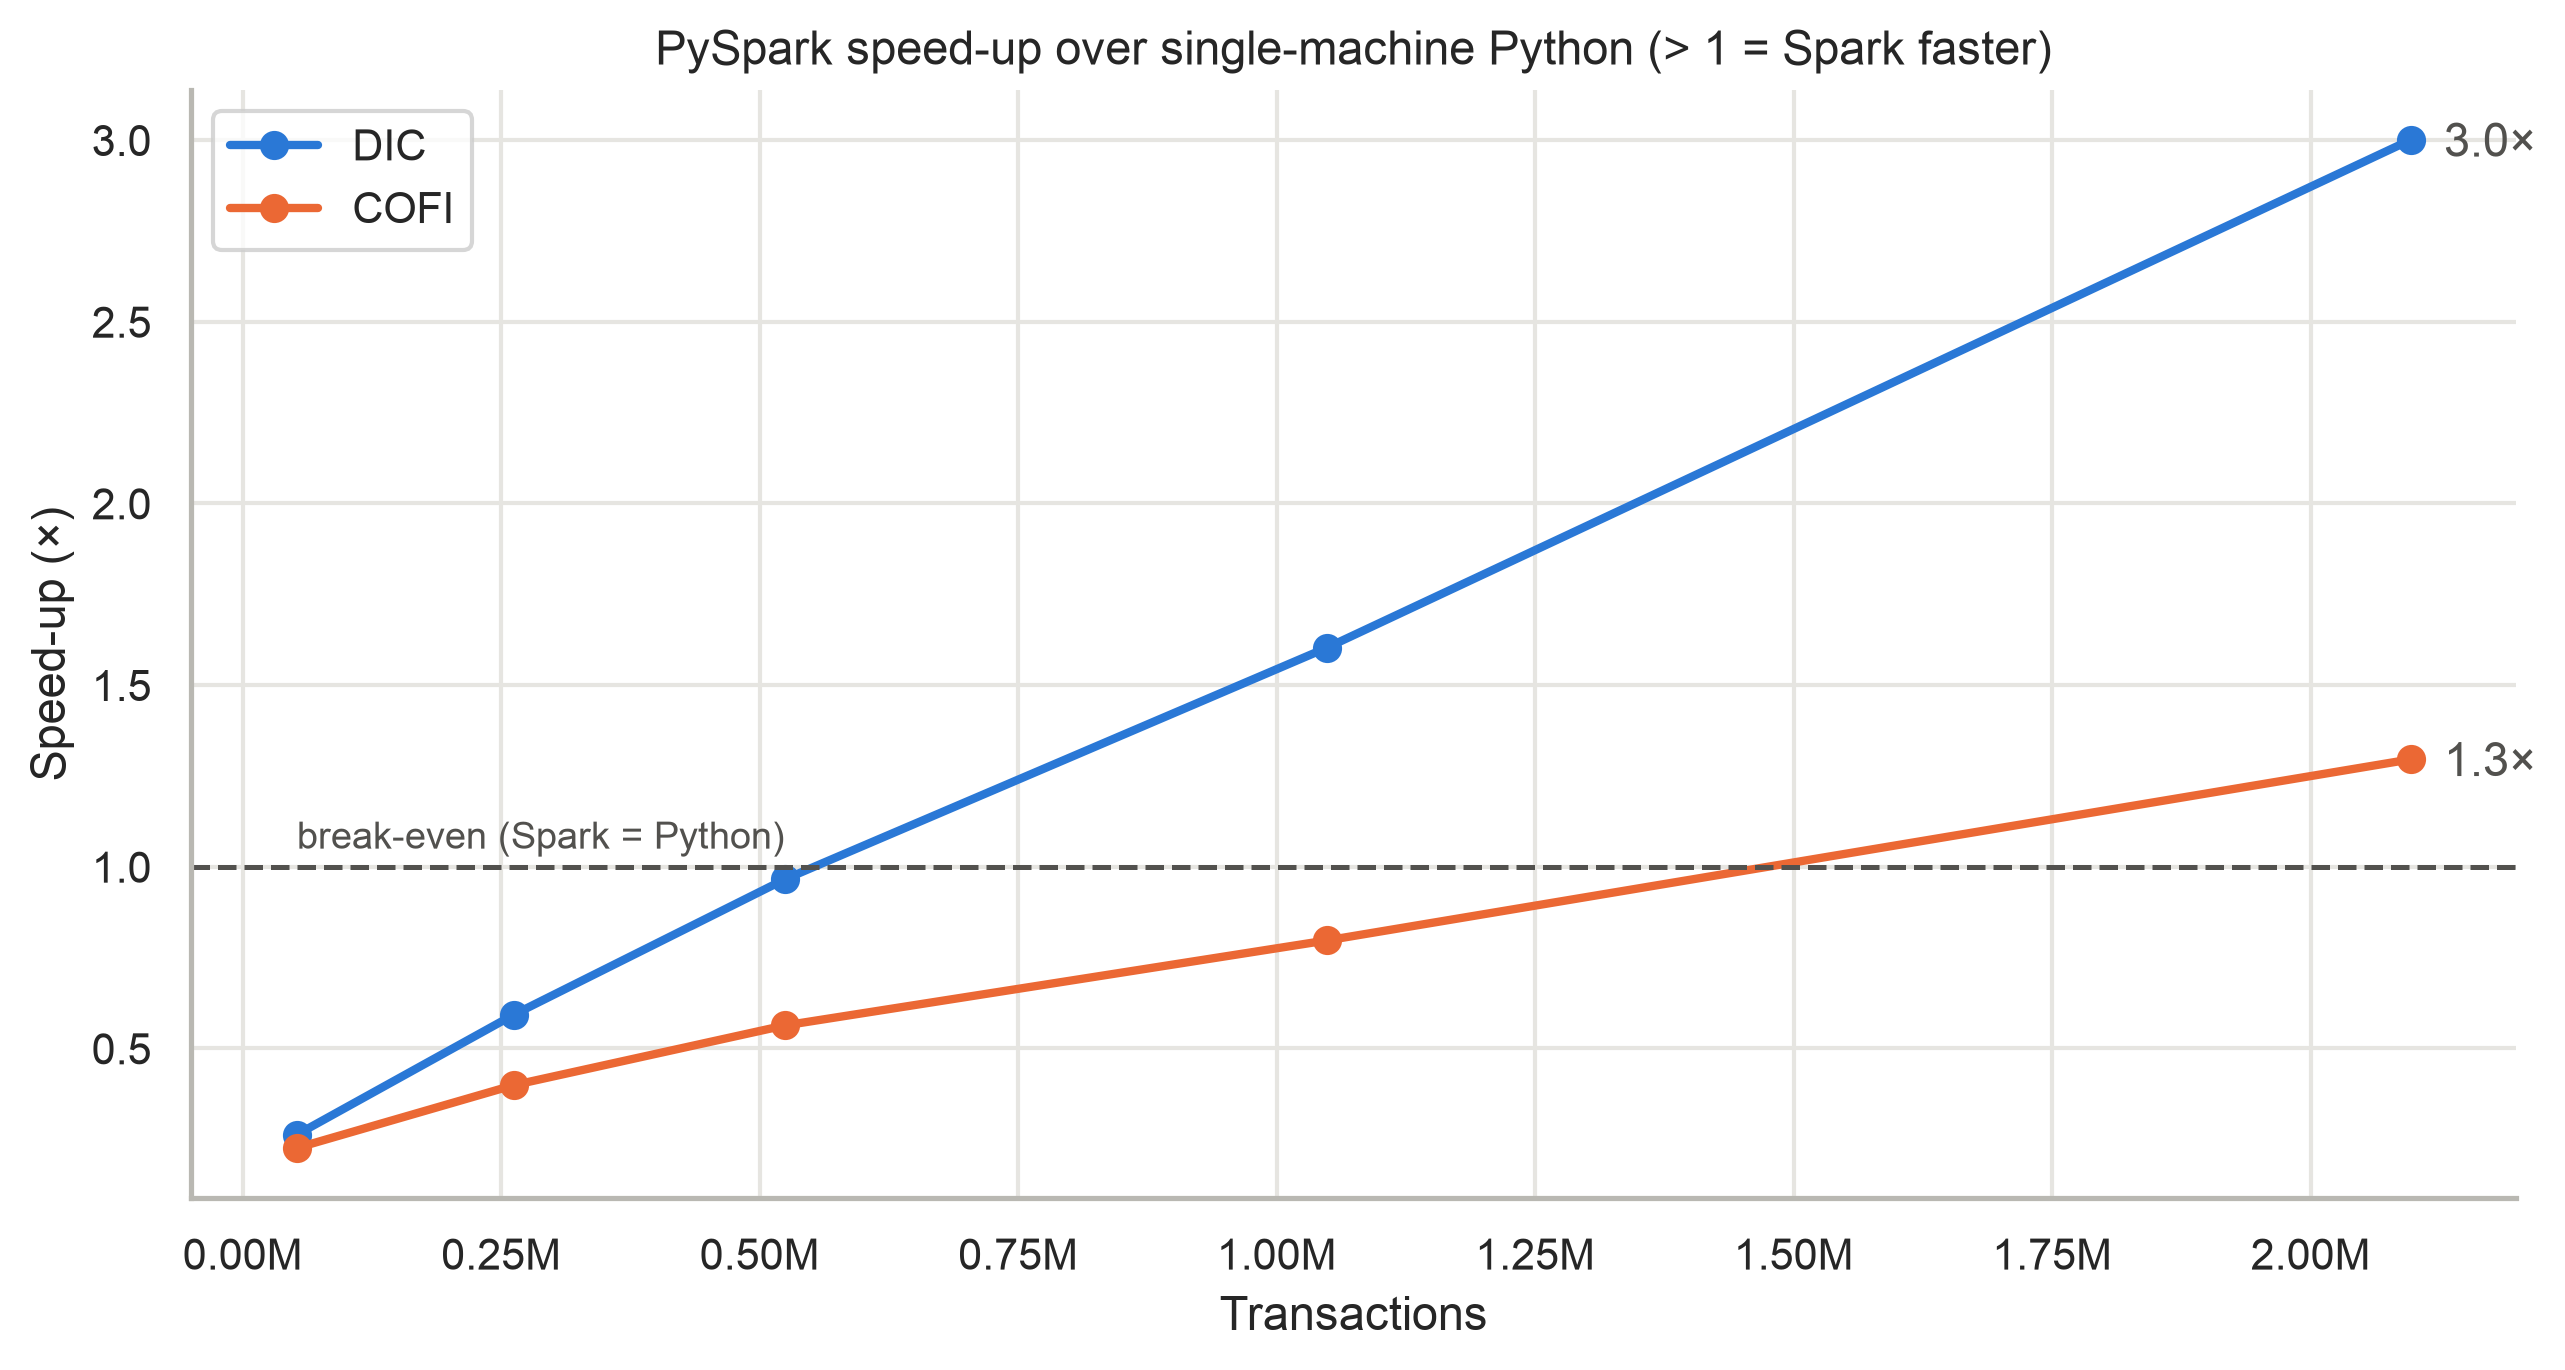 PySpark speed-up over single-machine Python (> 1 = Spark faster)
DIC
COFI
3.0
2.5
2.0
1.5
1.0
0.5
Speed-up (×)
3.0×
1.3×
break-even (Spark = Python)
0.00M 0.25M 0.50M 0.75M 1.00M 1.25M 1.50M 1.75M 2.00M
Transactions